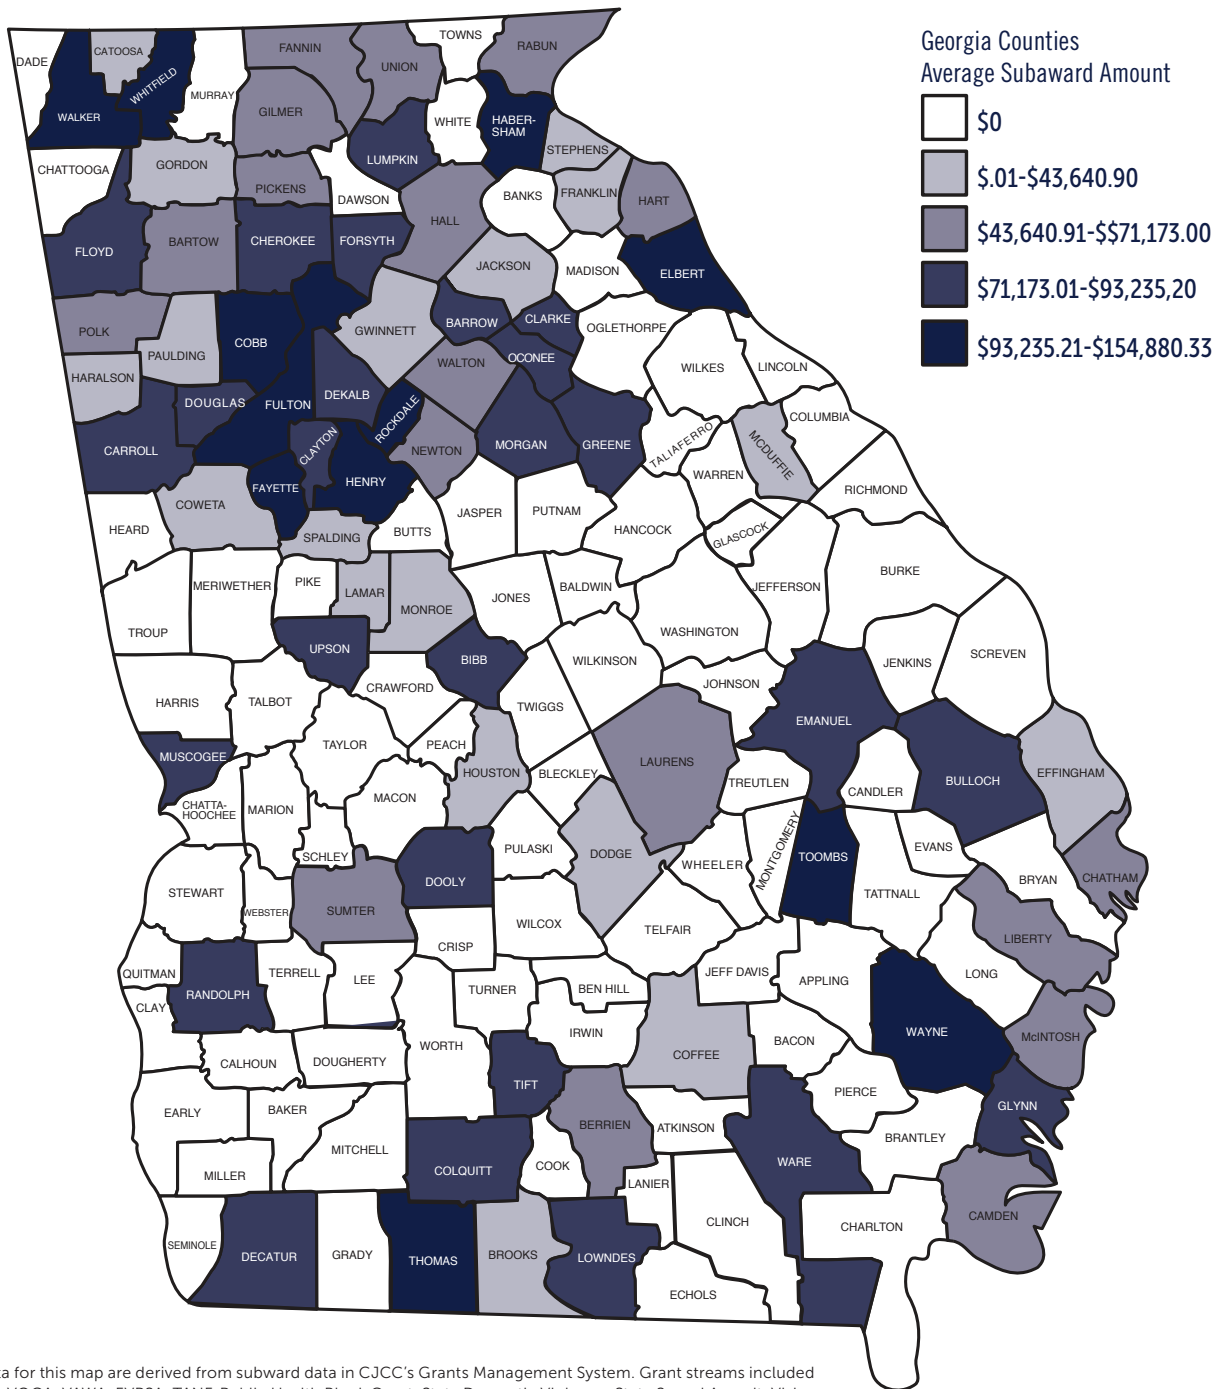 Georgia Counties
Average Subaward Amount
$0
$.01-$43,640.90
$43,640.91-$$71,173.00
$71,173.01-$93,235,20
$93,235.21-$154,880.33
DADE
CATOOSA
WALKER
WHITFIELD
MURRAY
FANNIN
GILMER
UNION
TOWNS
RABUN
WHITE
HABER-
SHAM
LUMPKIN
STEPHENS
CHATTOOGA
GORDON
PICKENS
DAWSON
HALL
BANKS
FRANKLIN
HART
FLOYD
BARTOW
CHEROKEE
FORSYTH
JACKSON
MADISON
ELBERT
POLK
PAULDING
HARALSON
COBB
GWINNETT
BARROW
CLARKE
OGLETHORPE
OCONEE
WALTON
WILKES
LINCOLN
DOUGLAS
FULTON
DEKALB
ROCKDALE
CARROLL
CLAYTON
NEWTON
MORGAN
GREENE
TALIAFERRO
MCDUFFIE
COLUMBIA
WARREN
RICHMOND
COWETA
FAYETTE
HENRY
HEARD
SPALDING
BUTTS
JASPER
PUTNAM
HANCOCK
GLASCOCK
TROUP
MERIWETHER
PIKE
LAMAR
MONROE
JONES
BALDWIN
WASHINGTON
JEFFERSON
BURKE
UPSON
BIBB
WILKINSON
JENKINS
SCREVEN
HARRIS
TALBOT
CRAWFORD
TWIGGS
JOHNSON
EMANUEL
MUSCOGEE
TAYLOR
PEACH
HOUSTON
BLECKLEY
LAURENS
TREUTLEN
CANDLER
BULLOCH
EFFINGHAM
CHATTA-
HOOCHEE
MARION
MACON
SCHLEY
PULASKI
DODGE
WHEELER
MONTGOMERY
TOOMBS
EVANS
BRYAN
CHATHAM
STEWART
WEBSTER
SUMTER
DOOLY
CRISP
WILCOX
TELFAIR
TATTNALL
LIBERTY
LONG
QUITMAN
RANDOLPH
TERRELL
LEE
TURNER
BEN HILL
JEFF DAVIS
APPLING
WAYNE
McINTOSH
CLAY
CALHOUN
DOUGHERTY
WORTH
IRWIN
TIFT
COFFEE
BACON
PIERCE
GLYNN
EARLY
BAKER
MITCHELL
MILLER
COLQUITT
BERRIEN
COOK
ATKINSON
WARE
BRANTLEY
LANIER
CLINCH
CHARLTON
CAMDEN
SEMINOLE
DECATUR
GRADY
THOMAS
BROOKS
LOWNDES
ECHOLS
for this map are derived from subward data in CJCC's Grants Management System. Grant streams included